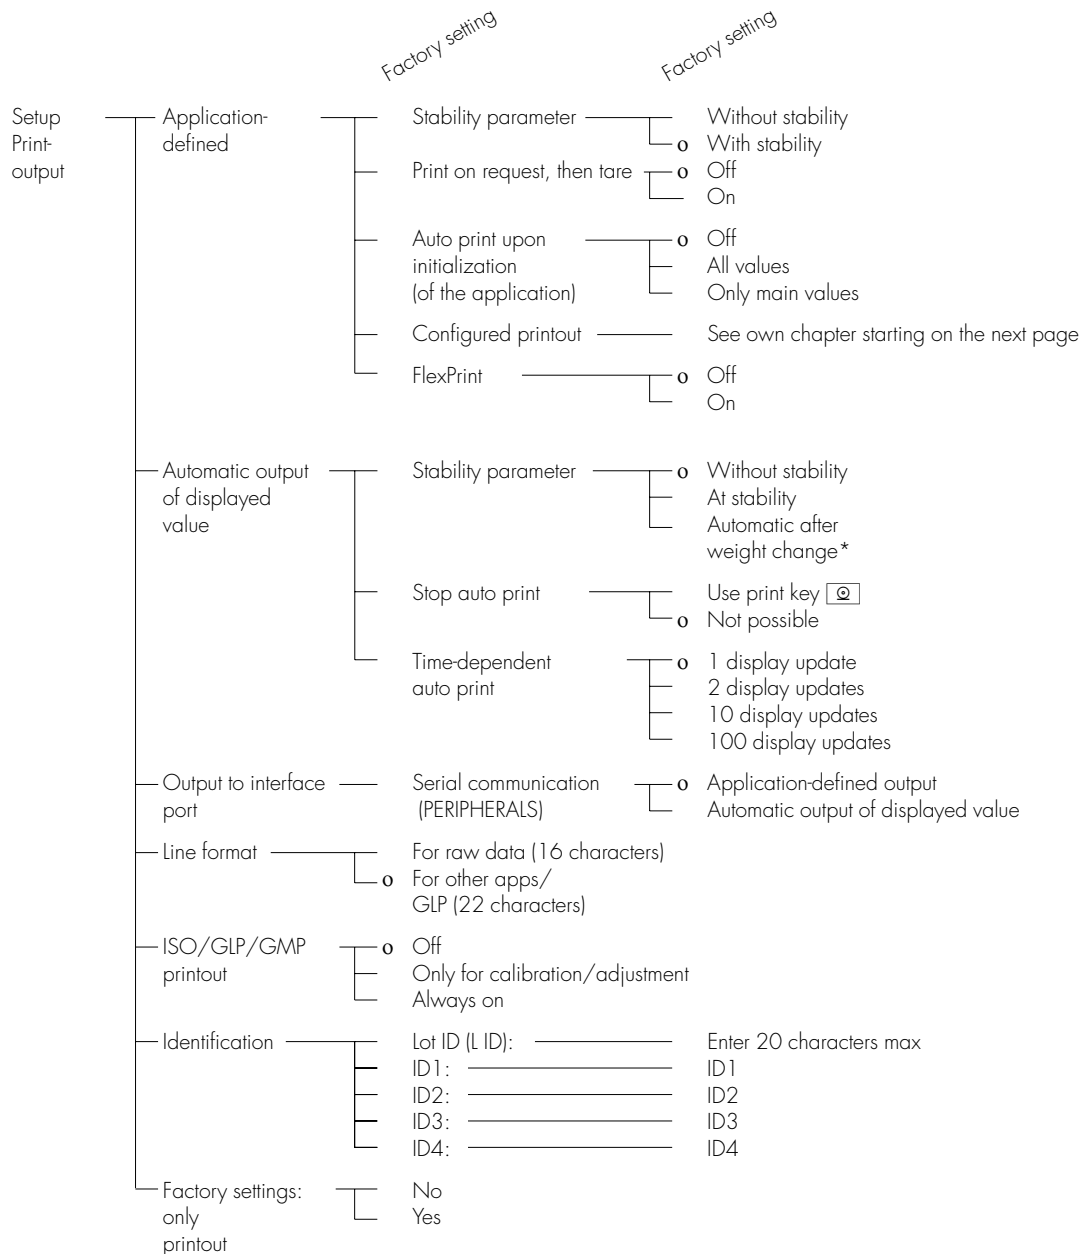 Factory setting Factory setting
Setup Application- Stability parameter Without stability
Print- defined o With stability
output Print on request, then tare o Off
On
Auto print upon o Off
initialization All values
(of the application) Only main values
Configured printout See own chapter starting on the next page
FlexPrint o Off
On
Automatic output Stability parameter o Without stability
of displayed At stability
value Automatic after
weight change*
Stop auto print Use print key
o Not possible
Time-dependent o 1 display update
auto print 2 display updates
10 display updates
100 display updates
Output to interface Serial communication o Application-defined output
port (PERIPHERALS) Automatic output of displayed value
Line format For raw data (16 characters)
o For other apps/
GLP (22 characters)
ISO/GLP/GMP o Off
printout Only for calibration/adjustment
Always on
Identification Lot ID (L ID): Enter 20 characters max
ID1: ID1
ID2: ID2
ID3: ID3
ID4: ID4
Factory settings: No
only Yes
printout